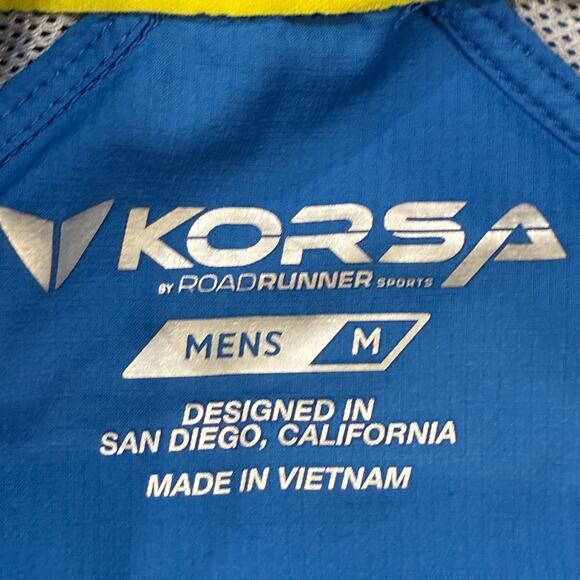 KORSA
BY ROADRUNNER SPORTS
MENS M
DESIGNED IN
SAN DIEGO, CALIFORNIA
MADE IN VIETNAM